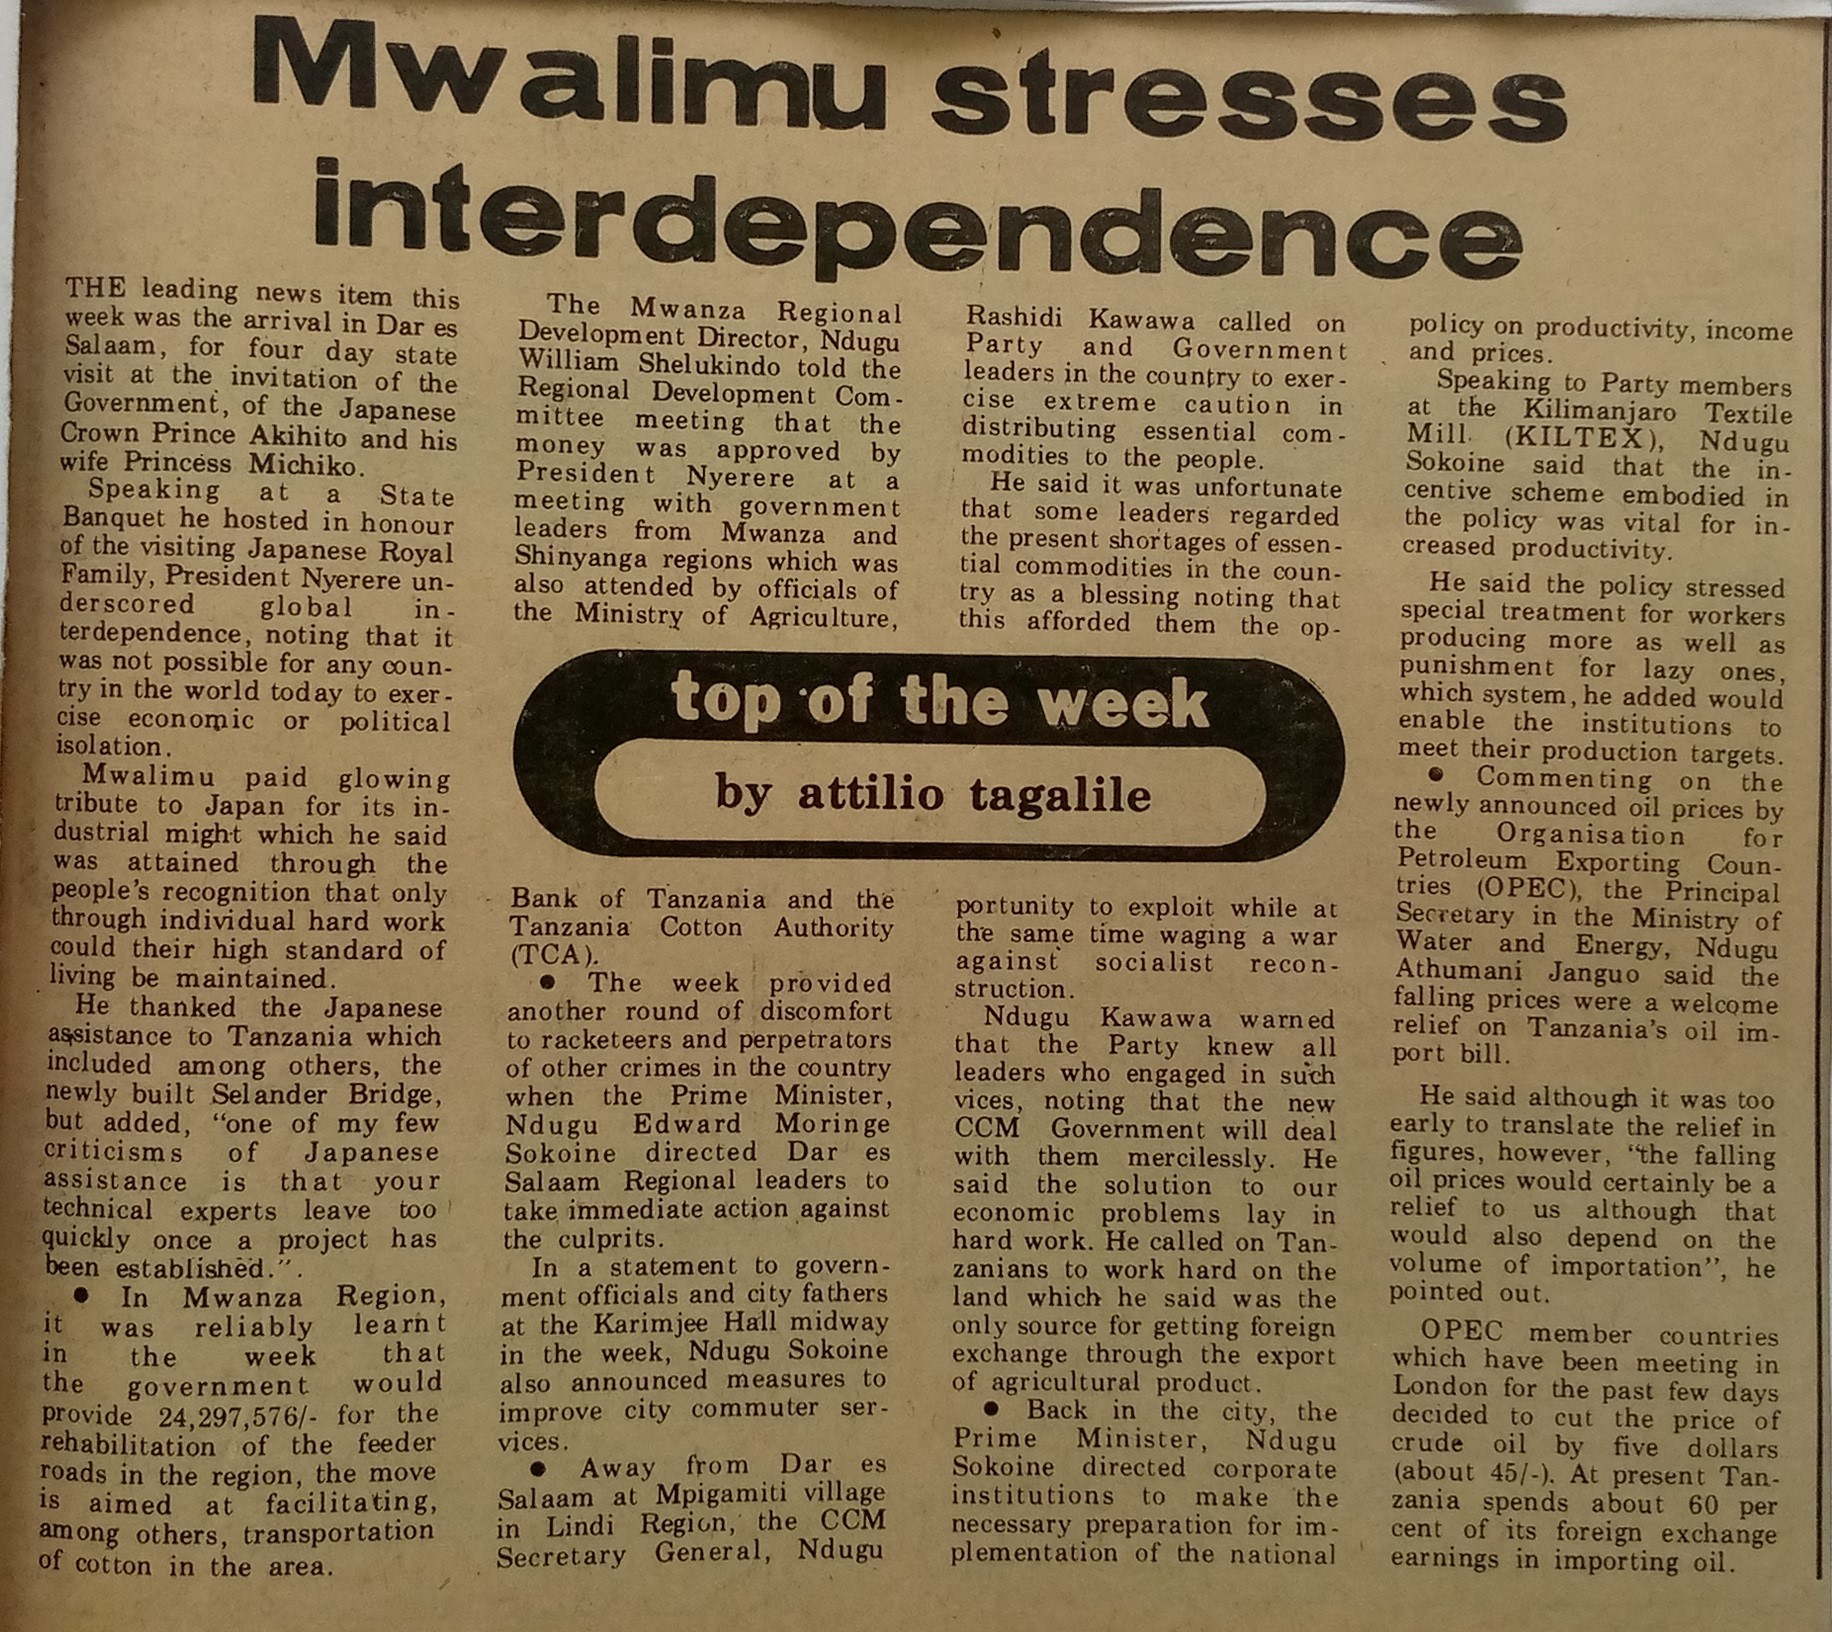 Mwalimu stresses
interdependence
THE leading news item this
week was the arrival in Dar es
Salaam, for four day state
visit at the invitation of the
Government, of the Japanese
Crown Prince Akihito and his
wife Princess Michiko.
Speaking at a State
Banquet he hosted in honour
of the visiting Japanese Royal
Family, President Nyerere un-
derscored global in-
terdependence, noting that it
was not possible for any coun-
try in the world today to exer-
cise economic or political
isolation.
Mwalimu paid glowing
tribute to Japan for its in-
dustrial might which he said
was attained through the
people's recognition that only
through individual hard work
could their high standard of
living be maintained.
He thanked the Japanese
assistance to Tanzania which
included among others, the
newly built Selander Bridge,
but added, "one of my few
criticisms of Japanese
assistance is that your
technical experts leave too
quickly once a project has
been established.".
● In Mwanza Region,
it was reliably learnt
in the week that
the government would
provide 24,297,576/- for the
rehabilitation of the feeder
roads in the region, the move
is aimed at facilitating,
among others, transportation
of cotton in the area.
The Mwanza Regional
Development Director, Ndugu
William Shelukindo told the
Regional Development Com-
mittee meeting that the
money was approved by
President Nyerere at a
meeting with government
leaders from Mwanza and
Shinyanga regions which was
also attended by officials of
the Ministry of Agriculture,
top of the week
by attilio tagalile
Bank of Tanzania and the
Tanzania Cotton Authority
(TCA).
● The week provided
another round of discomfort
to racketeers and perpetrators
of other crimes in the country
when the Prime Minister,
Ndugu Edward Moringe
Sokoine directed Dar es
Salaam Regional leaders to
take immediate action against
the culprits.
In a statement to govern-
ment officials and city fathers
at the Karimjee Hall midway
in the week, Ndugu Sokoine
also announced measures to
improve city commuter ser-
vices.
● Away from Dar es
Salaam at Mpigamiti village
in Lindi Region, the CCM
Secretary General, Ndugu
Rashidi Kawawa called on
Party and Government
leaders in the country to exer-
cise extreme caution in
distributing essential com-
modities to the people.
He said it was unfortunate
that some leaders regarded
the present shortages of essen-
tial commodities in the coun-
try as a blessing noting that
this afforded them the op-
portunity to exploit while at
the same time waging a war
against socialist recon-
struction.
Ndugu Kawawa warned
that the Party knew all
leaders who engaged in such
vices, noting that the new
CCM Government will deal
with them mercilessly. He
said the solution to our
economic problems lay in
hard work. He called on Tan-
zanians to work hard on the
land which he said was the
only source for getting foreign
exchange through the export
of agricultural product.
● Back in the city, the
Prime Minister, Ndugu
Sokoine directed corporate
institutions to make the
necessary preparation for im-
plementation of the national
policy on productivity, income
and prices.
Speaking to Party members
at the Kilimanjaro Textile
Mill (KILTEX), Ndugu
Sokoine said that the in-
centive scheme embodied in
the policy was vital for in-
creased productivity.
He said the policy stressed
special treatment for workers
producing more as well as
punishment for lazy ones,
which system, he added would
enable the institutions to
meet their production targets.
● Commenting on the
newly announced oil prices by
the Organisation for
Petroleum Exporting Coun-
tries (OPEC), the Principal
Secretary in the Ministry of
Water and Energy, Ndugu
Athumani Janguo said the
falling prices were a welcome
relief on Tanzania's oil im-
port bill.
He said although it was too
early to translate the relief in
figures, however, "the falling
oil prices would certainly be a
relief to us although that
would also depend on the
volume of importation", he
pointed out.
OPEC member countries
which have been meeting in
London for the past few days
decided to cut the price of
crude oil by five dollars
(about 45/-). At present Tan-
zania spends about 60 per
cent of its foreign exchange
earnings in importing oil.